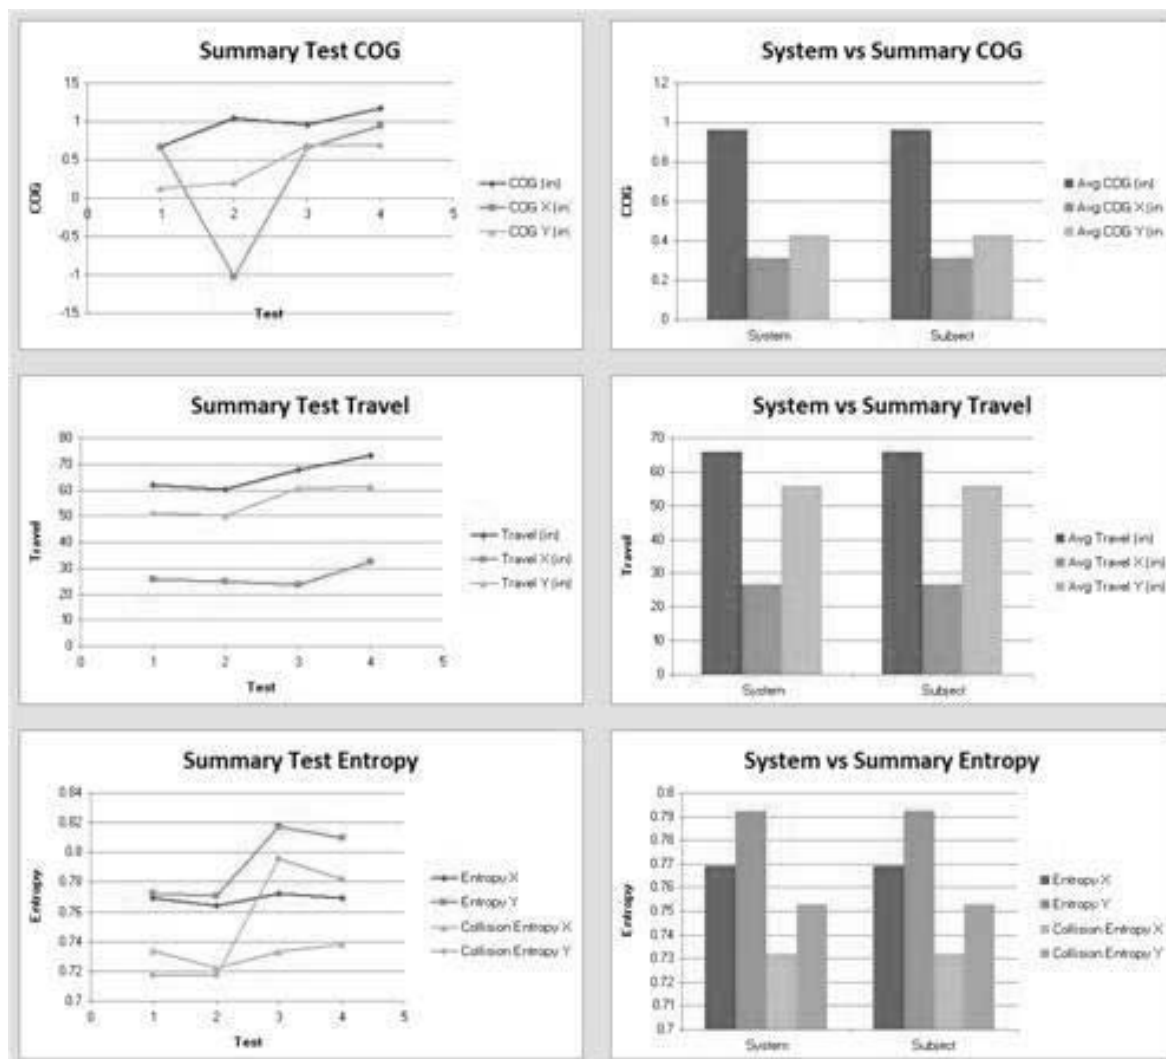 Summary Test COG
1.5
1
0.5
0
-0.5
-1
-1.5
0
1
2
3
4
5
COG
Test
COG (in)
COG X (in
COG Y (in
System vs Summary COG
1.2
1
0.8
0.6
0.4
0.2
0
COG
System
Subject
Avg COG (in)
Avg COG X (in
Avg COG Y (in
Summary Test Travel
80
70
60
50
40
30
20
10
0
0
1
2
3
4
5
Travel
Test
Travel (in)
Travel X (in)
Travel Y (in)
System vs Summary Travel
70
60
50
40
30
20
10
0
Travel
System
Subject
Avg Travel (in)
Avg Travel X (in)
Avg Travel Y (in)
Summary Test Entropy
0.84
0.82
0.8
0.78
0.76
0.74
0.72
0.7
0
1
2
3
4
5
Entropy
Test
Entropy X
Entropy Y
Collision Entropy X
Collision Entropy Y
System vs Summary Entropy
0.8
0.79
0.78
0.77
0.76
0.75
0.74
0.73
0.72
0.71
0.7
Entropy
System
Subject
Entropy X
Entropy Y
Collision Entropy X
Collision Entropy Y